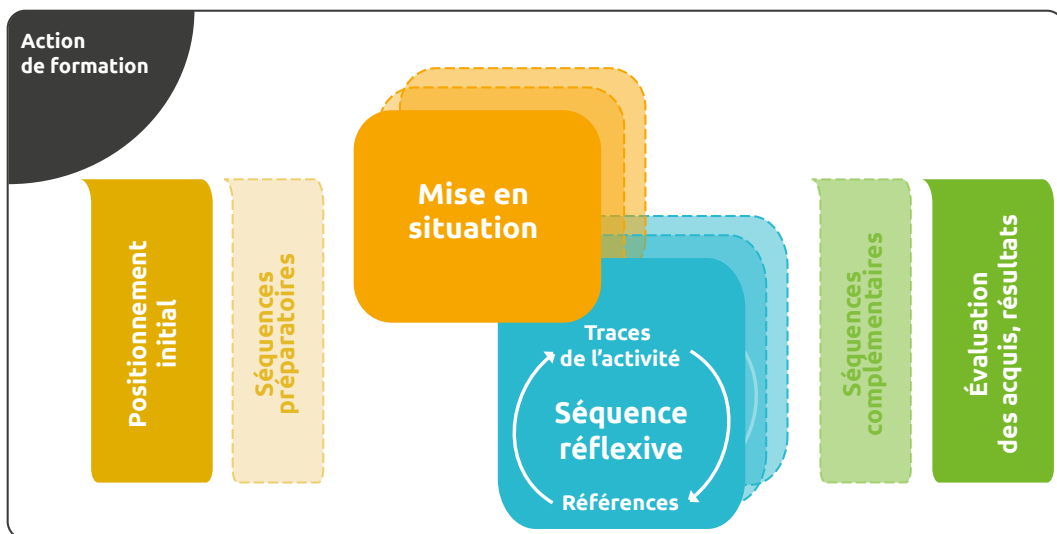 Action
de formation
Positionnement
initial
Séquences
préparatoires
Mise en
situation
Traces
de l’activité
Séquence
réflexive
Références
Séquences
complémentaires
Évaluation
des acquis, résultats